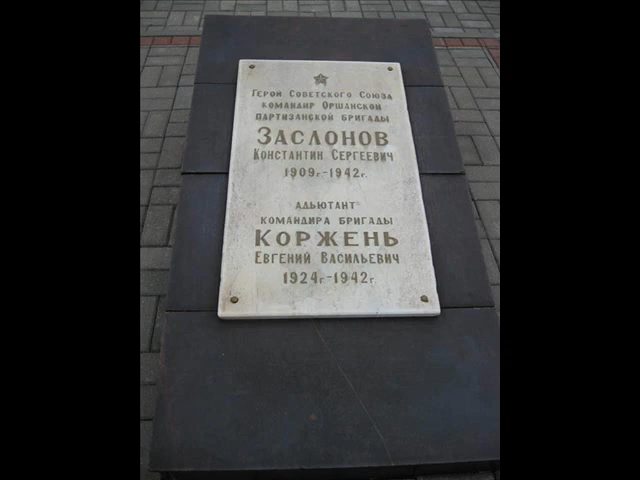 Герой Советского Союза
командир Оршанской
партизанской бригады
Заслонов
Константин Сергеевич
1909г.-1942г.
адъютант
командира бригады
Коржень
Евгений Васильевич
1924г.-1942г.